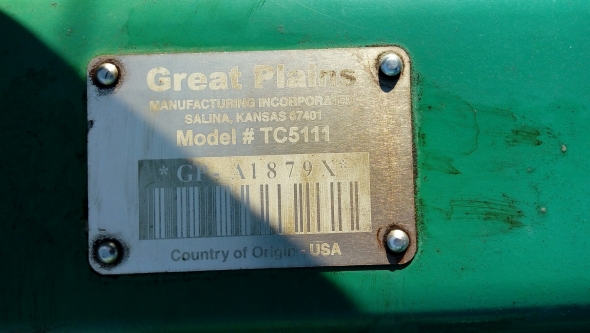 Great Plains
MANUFACTURING INCORPORATED
SALINA, KANSAS 67401
Model # TC5111
*GP-A1879X*
Country of Origin - USA